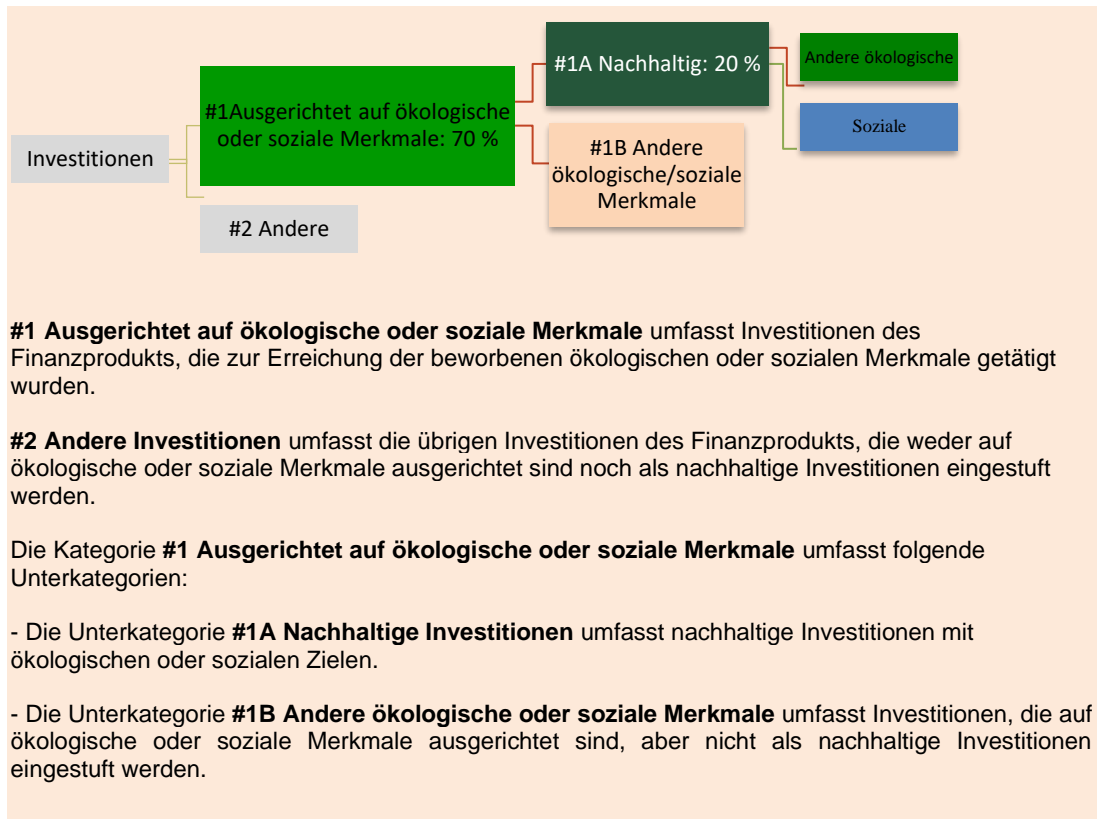 Investitionen
#1Ausgerichtet auf ökologische
oder soziale Merkmale: 70 %
#2 Andere
#1A Nachhaltig: 20 %
#1B Andere
ökologische/soziale
Merkmale
Andere ökologische
Soziale
#1 Ausgerichtet auf ökologische oder soziale Merkmale umfasst Investitionen des
Finanzprodukts, die zur Erreichung der beworbenen ökologischen oder sozialen Merkmale getätigt
wurden.
#2 Andere Investitionen umfasst die übrigen Investitionen des Finanzprodukts, die weder auf
ökologische oder soziale Merkmale ausgerichtet sind noch als nachhaltige Investitionen eingestuft
werden.
Die Kategorie #1 Ausgerichtet auf ökologische oder soziale Merkmale umfasst folgende
Unterkategorien:
- Die Unterkategorie #1A Nachhaltige Investitionen umfasst nachhaltige Investitionen mit
ökologischen oder sozialen Zielen.
- Die Unterkategorie #1B Andere ökologische oder soziale Merkmale umfasst Investitionen, die auf
ökologische oder soziale Merkmale ausgerichtet sind, aber nicht als nachhaltige Investitionen
eingestuft werden.